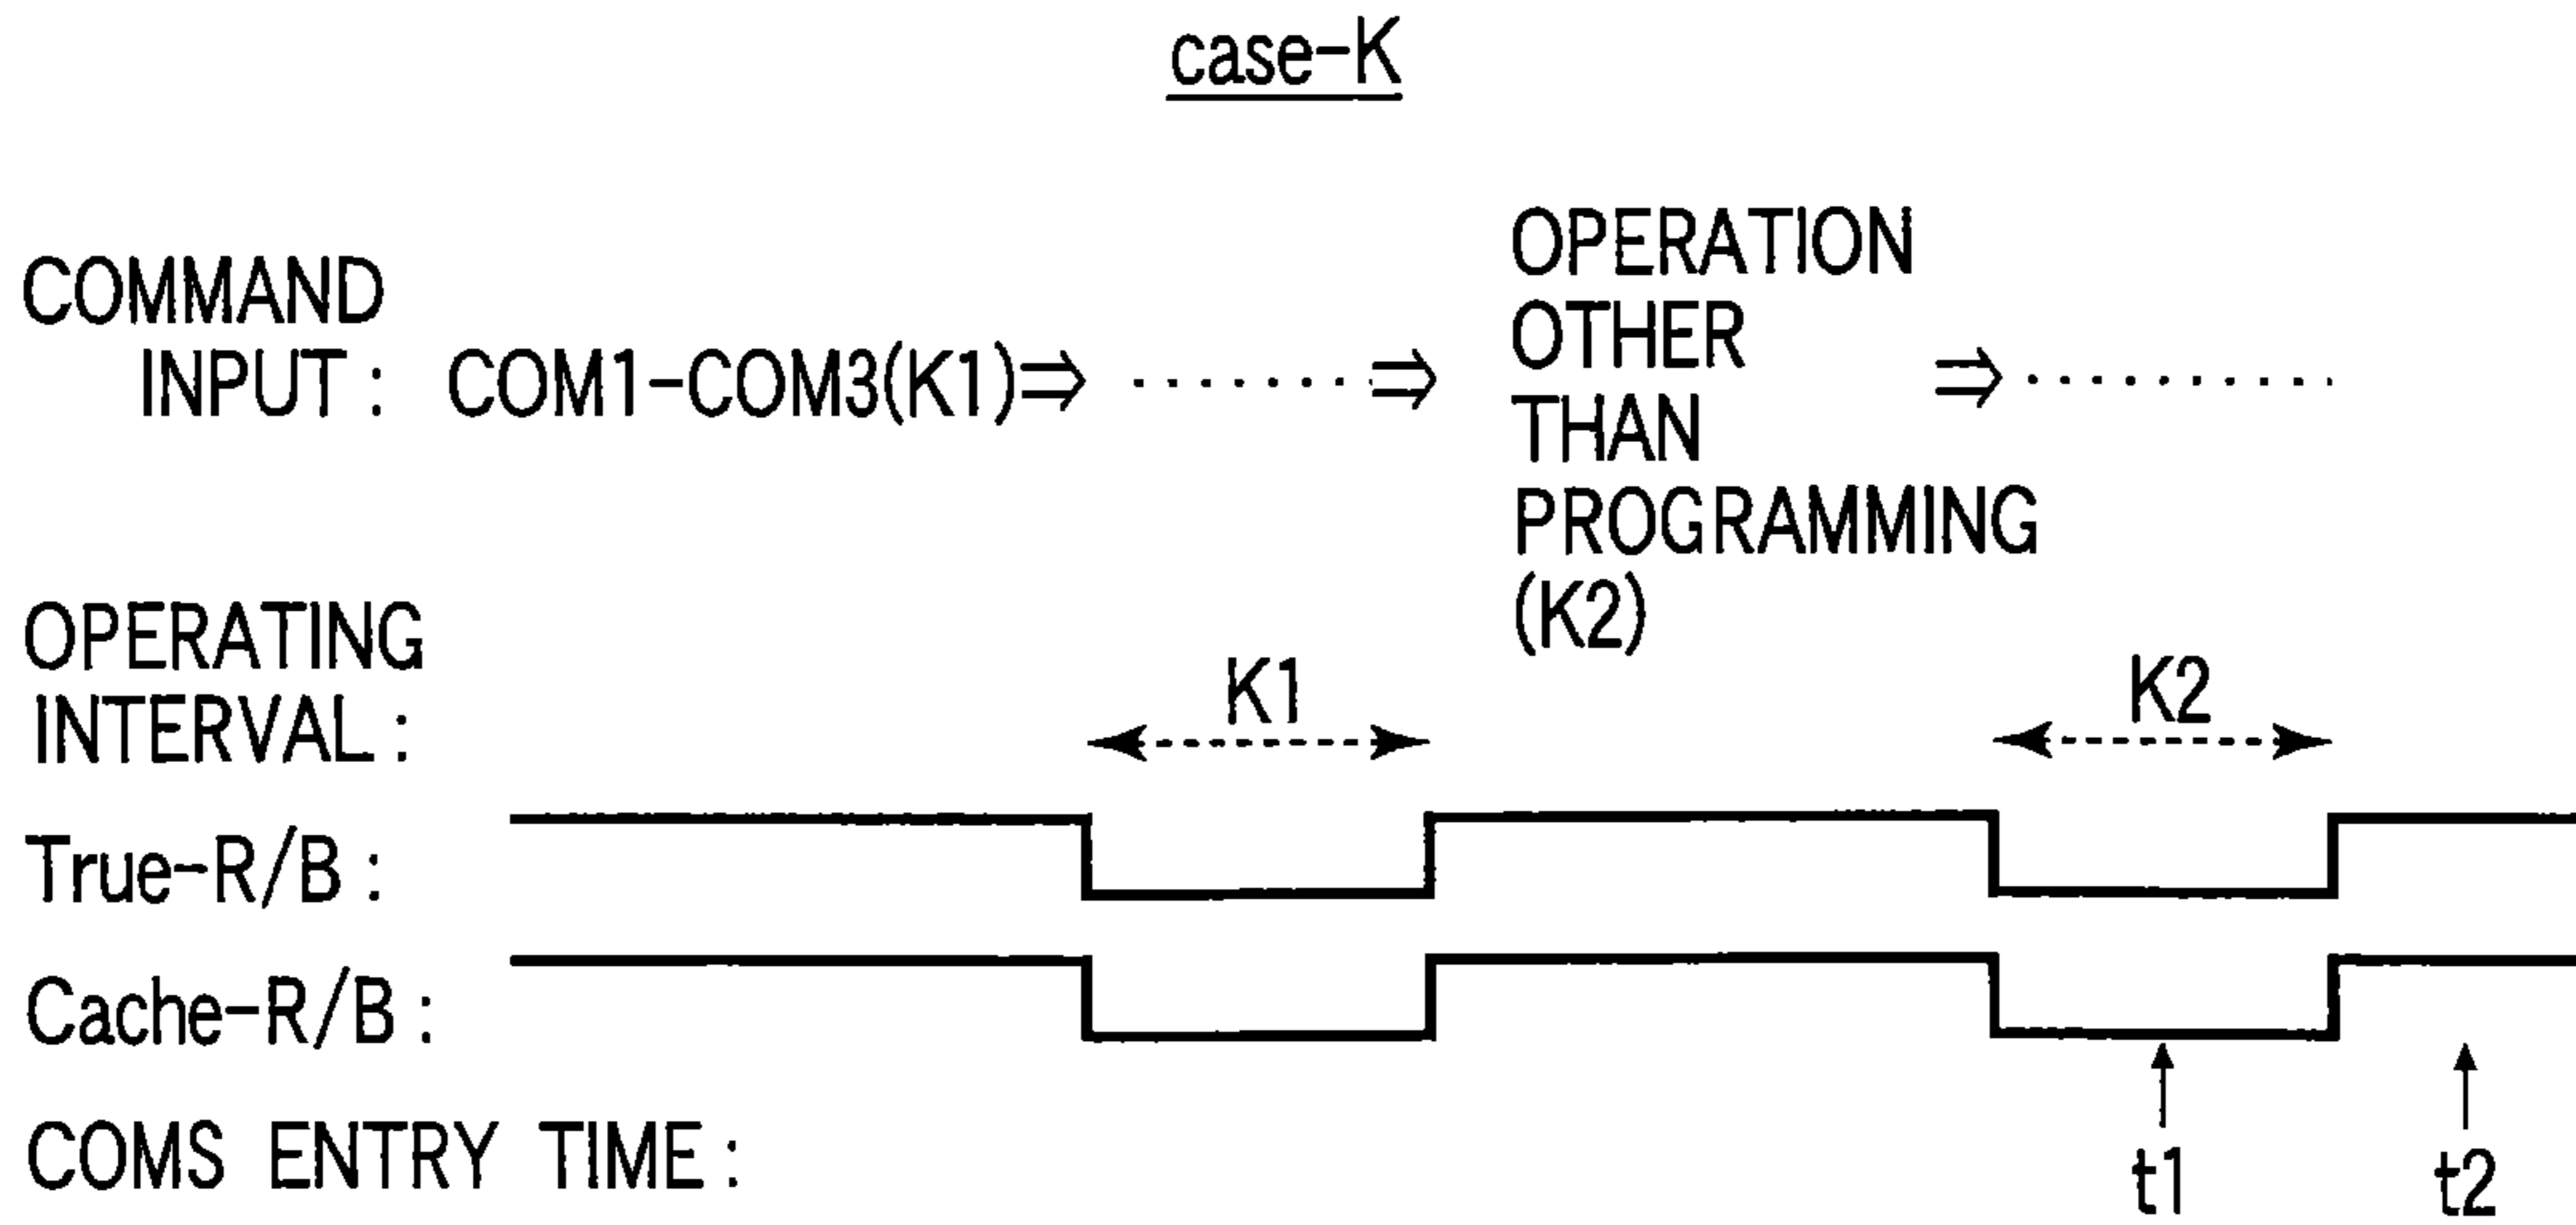 case-K
COMMAND
INPUT : COM1-COM3(K1)⇒ ·········⇒ OPERATION
OTHER
THAN
PROGRAMMING
(K2) ⇒··········
OPERATING
INTERVAL :
K1
K2
True-R/B :
Cache-R/B :
COMS ENTRY TIME :
t1
t2